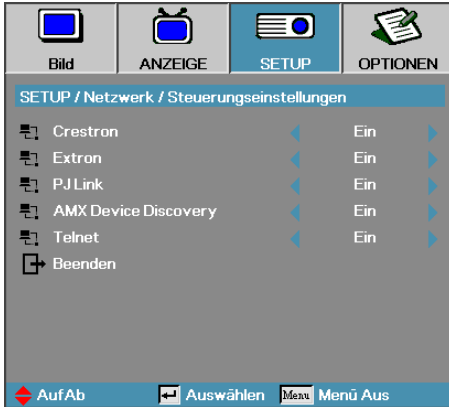 Bild ANZEIGE SETUP OPTIONEN
SETUP / Netzwerk / Steuerungseinstellungen
Crestron Ein
Extron Ein
PJ Link Ein
AMX Device Discovery Ein
Telnet Ein
Beenden
AufAb Auswählen Menu Menü Aus